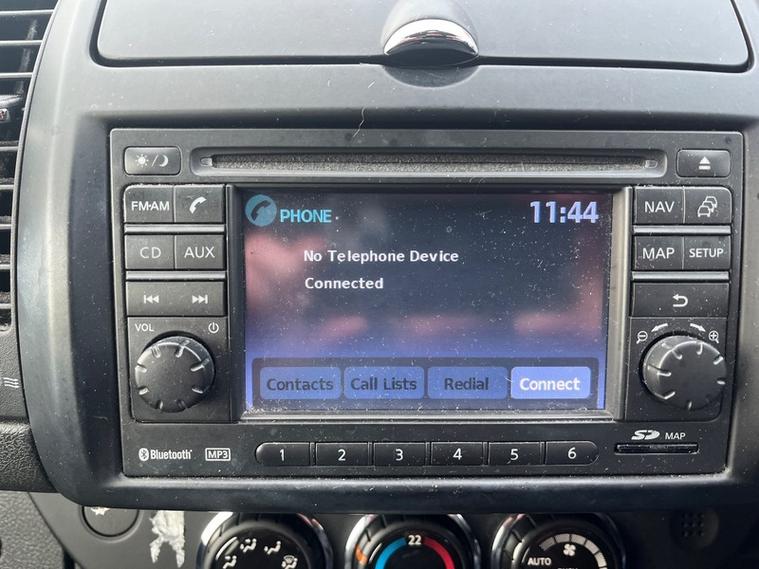 FM·AM
CD
AUX
VOL
PHONE
11:44
No Telephone Device
Connected
Contacts
Call Lists
Redial
Connect
NAV
MAP
SETUP
Bluetooth
MP3
1
2
3
4
5
6
SD
MAP
22
AUTO